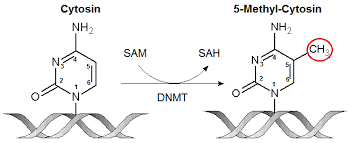 Cytosin
5-Methyl-Cytosin
NH2
NH2
SAM
SAH
CH3
N
3
4
5
N
3
4
5
2
6
2
6
O
1
N
DNMT
O
1
N